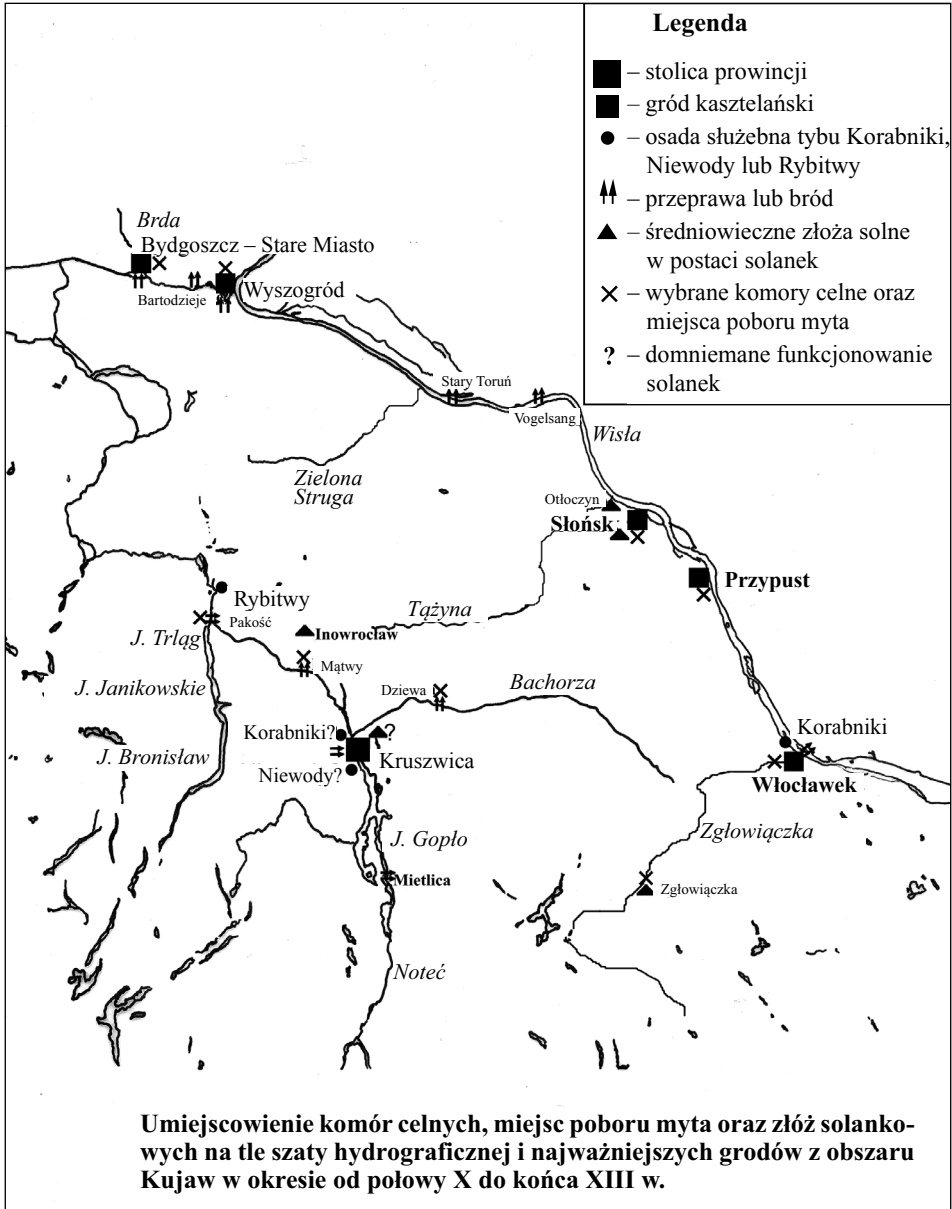 Legenda
– stolica prowincji
– gród kasztelański
– osada służebna tybu Korabniki,
Niewody lub Rybitwy
– przeprawa lub bród
– średniowieczne złoża solne
w postaci solanek
– wybrane komory celne oraz
miejsca poboru myta
? – domniemane funkcjonowanie
solanek
Brda
Bydgoszcz – Stare Miasto
Bartodzieje
Wyszogród
Stary Toruń
Vogelsang
Wisła
Zielona
Struga
Otłoczyn
Słońsk
Przypust
Rybitwy
Pakość
Tążyna
J. Trląg
Inowrocław
Mątwy
J. Janikowskie
Dziewa
Bachorza
J. Bronisław
Korabniki?
?
Kruszwica
Niewody?
Korabniki
Włocławek
J. Gopło
Zgłowiączka
Mietlica
Zgłowiączka
Noteć
Umiejscowienie komór celnych, miejsc poboru myta oraz złóż solanko-
wych na tle szaty hydrograficznej i najważniejszych grodów z obszaru
Kujaw w okresie od połowy X do końca XIII w.